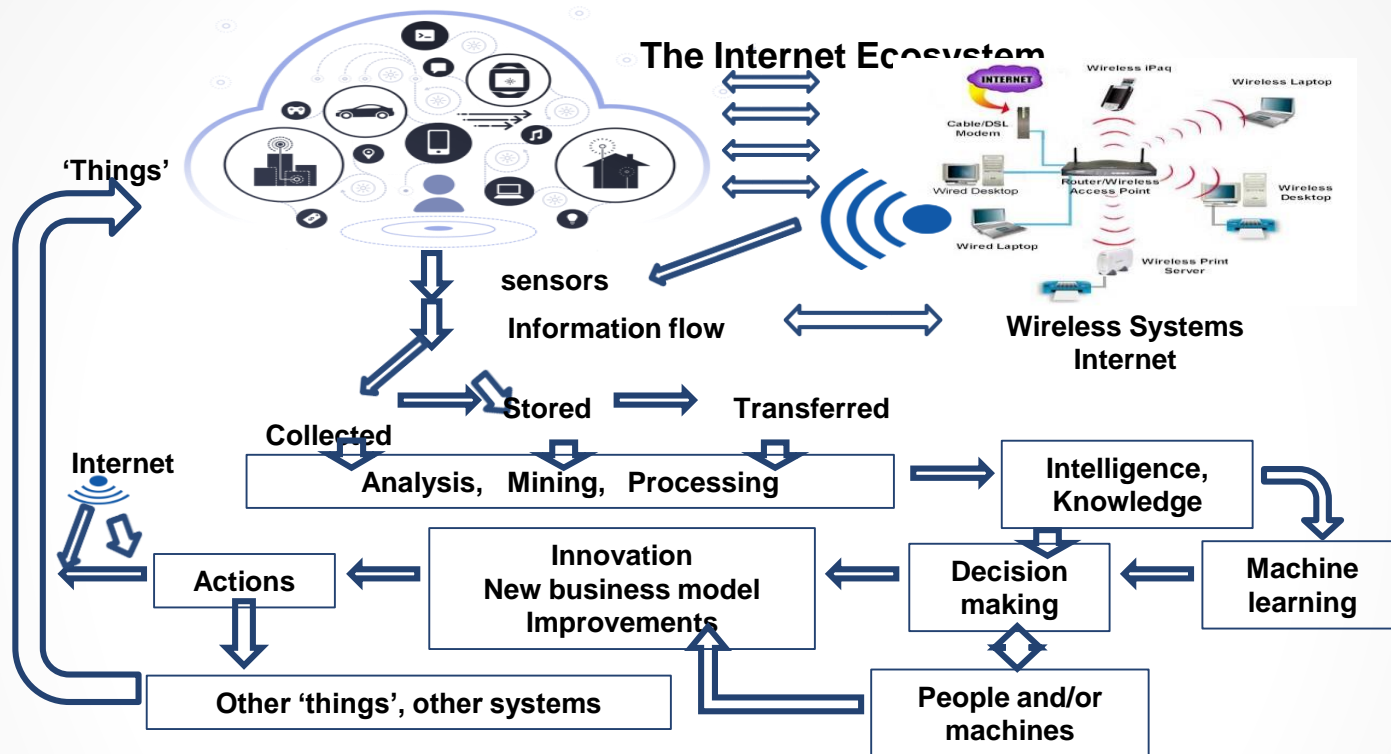 The Internet Ecosystem
INTERNET
Wireless iPaq
Wireless Laptop
Cable/DSL
Modem
Wired Desktop
Router/Wireless
Access Point
Wireless
Desktop
Wired Laptop
Wireless Print
Server
'Things'
sensors
Information flow
Wireless Systems
Internet
Collected
Stored
Transferred
Internet
Analysis, Mining, Processing
Intelligence,
Knowledge
Actions
Innovation
New business model
Improvements
Decision
making
Machine
learning
Other 'things', other systems
People and/or
machines